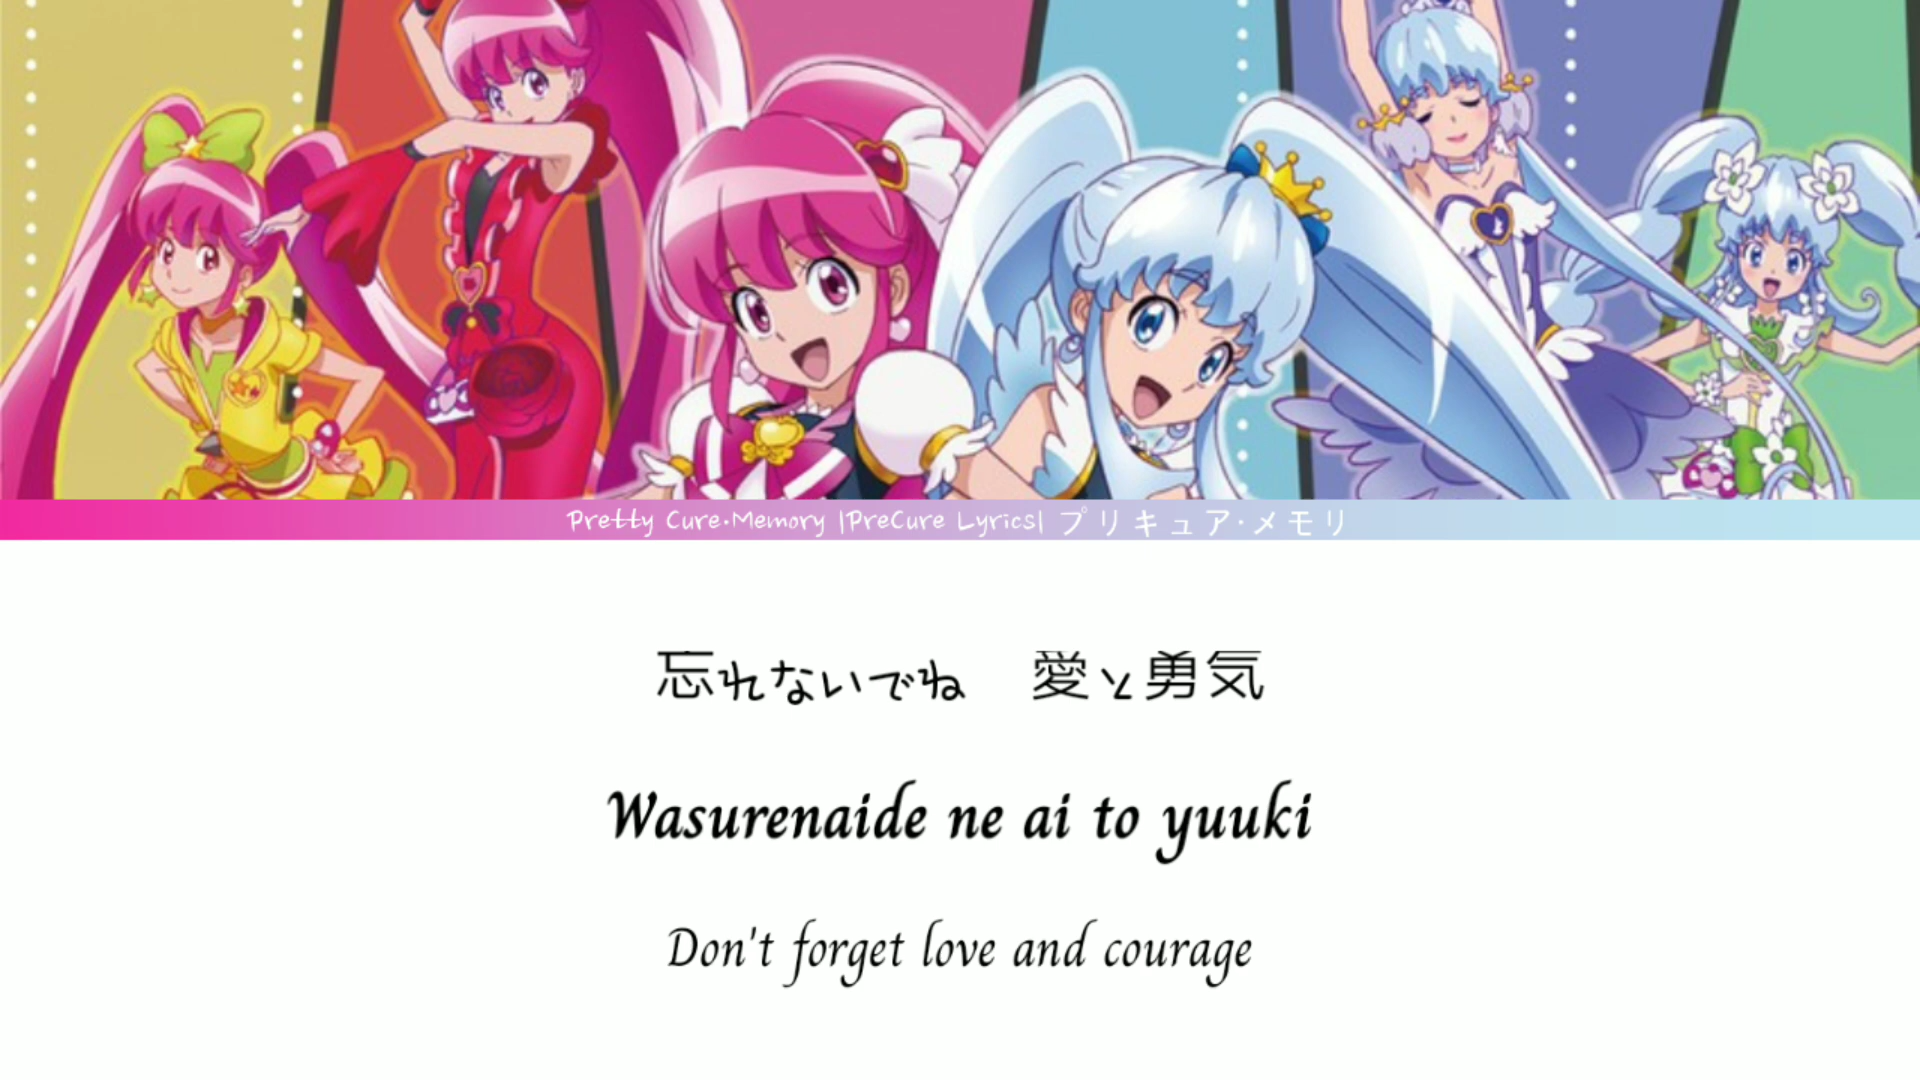 Pretty Cure·Memory |PreCure Lyrics| プリキュア·メモリ
忘れないでね　愛と勇気
Wasurenaide ne ai to yuuki
Don't forget love and courage